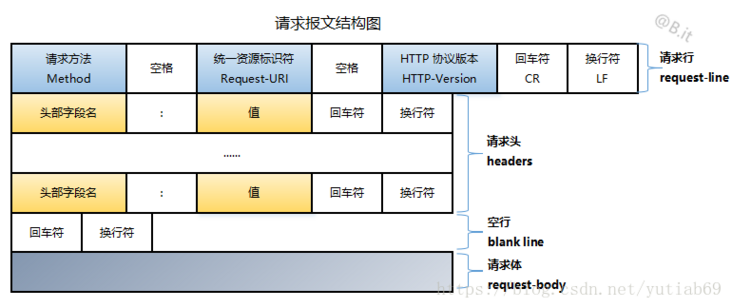 请求报文结构图
@B.it
请求方法 空格 统一资源标识符 空格 HTTP 协议版本 回车符 换行符 请求行
Method Request-URI HTTP-Version CR LF request-line
头部字段名 : 值 回车符 换行符
......
请求头
headers
头部字段名 : 值 回车符 换行符
回车符 换行符 空行
blank line
请求体
request-body
https://blog.csdn.net/yutiab69